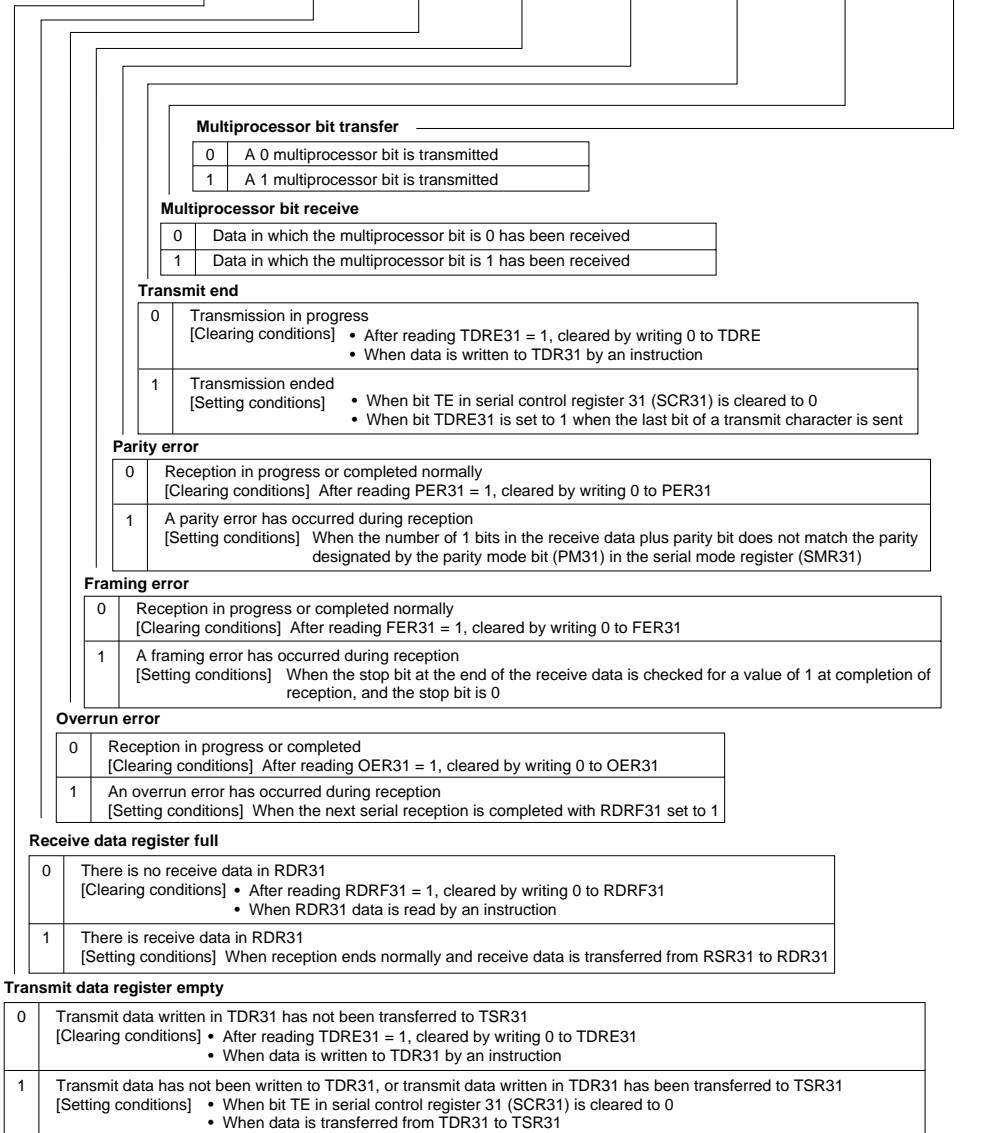 Multiprocessor bit transfer
0 A 0 multiprocessor bit is transmitted
1 A 1 multiprocessor bit is transmitted
Multiprocessor bit receive
0 Data in which the multiprocessor bit is 0 has been received
1 Data in which the multiprocessor bit is 1 has been received
Transmit end
0 Transmission in progress
[Clearing conditions] • After reading TDRE31 = 1, cleared by writing 0 to TDRE
• When data is written to TDR31 by an instruction
1 Transmission ended
[Setting conditions] • When bit TE in serial control register 31 (SCR31) is cleared to 0
• When bit TDRE31 is set to 1 when the last bit of a transmit character is sent
Parity error
0 Reception in progress or completed normally
[Clearing conditions] After reading PER31 = 1, cleared by writing 0 to PER31
1 A parity error has occurred during reception
[Setting conditions] When the number of 1 bits in the receive data plus parity bit does not match the parity
designated by the parity mode bit (PM31) in the serial mode register (SMR31)
Framing error
0 Reception in progress or completed normally
[Clearing conditions] After reading FER31 = 1, cleared by writing 0 to FER31
1 A framing error has occurred during reception
[Setting conditions] When the stop bit at the end of the receive data is checked for a value of 1 at completion of
reception, and the stop bit is 0
Overrun error
0 Reception in progress or completed
[Clearing conditions] After reading OER31 = 1, cleared by writing 0 to OER31
1 An overrun error has occurred during reception
[Setting conditions] When the next serial reception is completed with RDRF31 set to 1
Receive data register full
0 There is no receive data in RDR31
[Clearing conditions] • After reading RDRF31 = 1, cleared by writing 0 to RDRF31
• When RDR31 data is read by an instruction
1 There is receive data in RDR31
[Setting conditions] When reception ends normally and receive data is transferred from RSR31 to RDR31
Transmit data register empty
0 Transmit data written in TDR31 has not been transferred to TSR31
[Clearing conditions] • After reading TDRE31 = 1, cleared by writing 0 to TDRE31
• When data is written to TDR31 by an instruction
1 Transmit data has not been written to TDR31, or transmit data written in TDR31 has been transferred to TSR31
[Setting conditions] • When bit TE in serial control register 31 (SCR31) is cleared to 0
• When data is transferred from TDR31 to TSR31